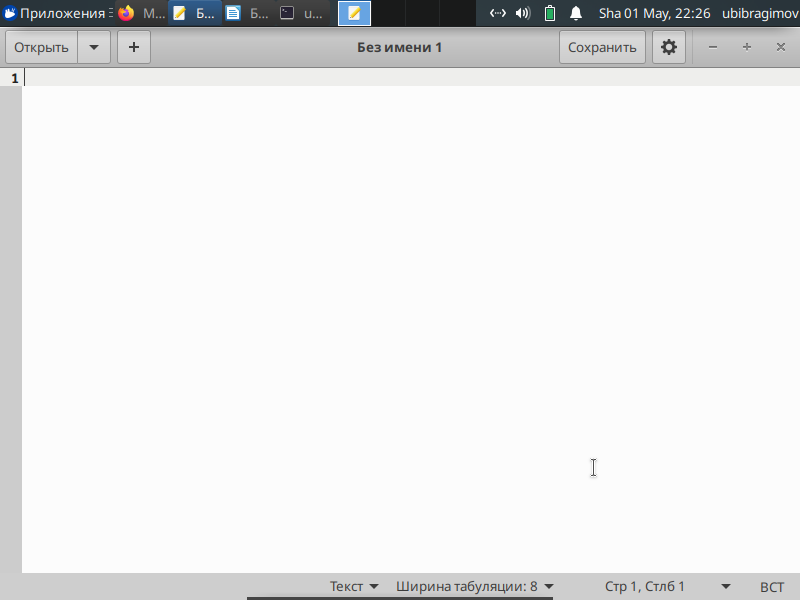 Приложения М... Б... Б... u... Sha 01 May, 22:26 ubibragimov
Открыть Без имени 1 Сохранить
1
Текст Ширина табуляции: 8 Стр 1, Стлб 1 ВСТ